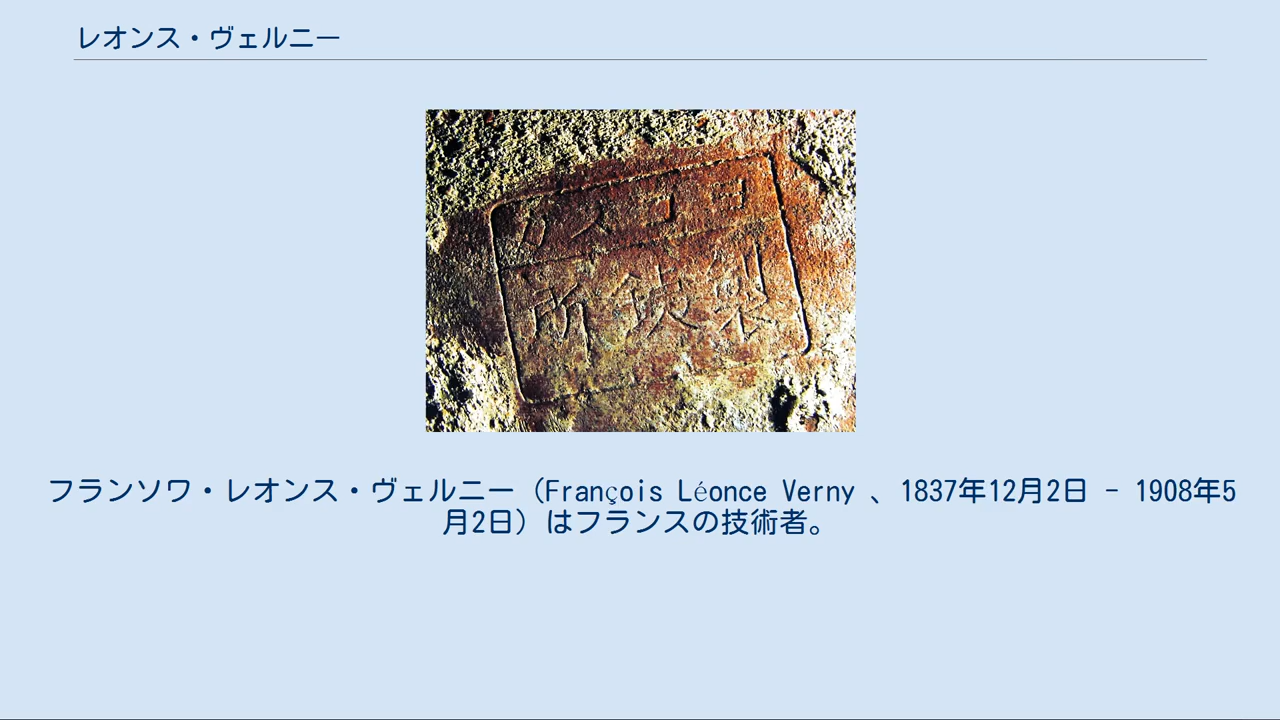 レオンス・ヴェルニー
ヨコスカ
製銕所
フランソワ・レオンス・ヴェルニー（François Léonce Verny 、1837年12月2日 - 1908年5
月2日）はフランスの技術者。